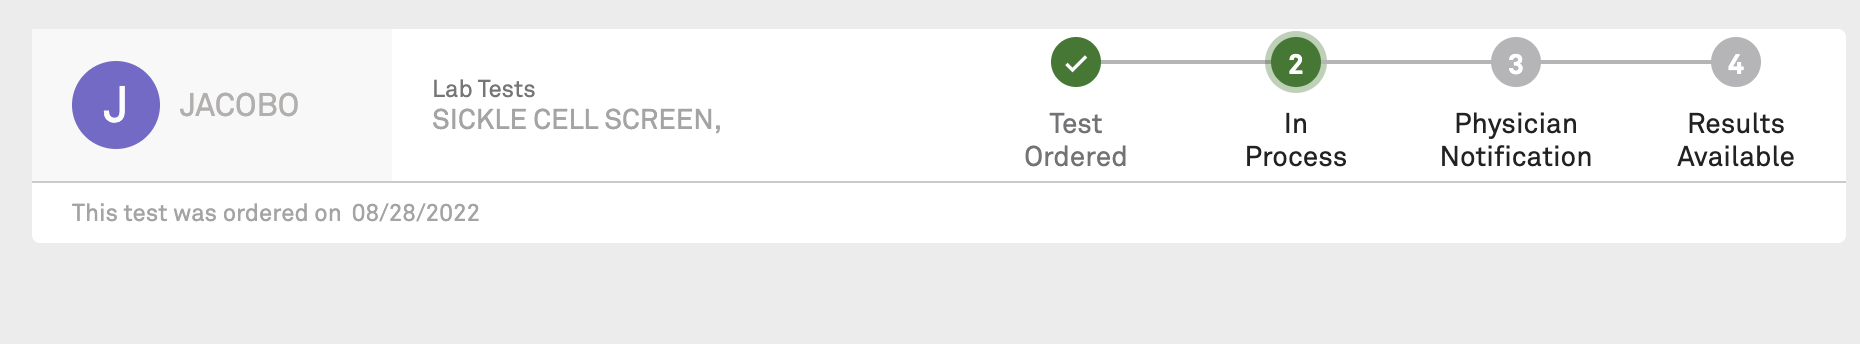 J
JACOBO
Lab Tests
SICKLE CELL SCREEN,
Test
Ordered
2
In
Process
3
Physician
Notification
4
Results
Available
This test was ordered on 08/28/2022